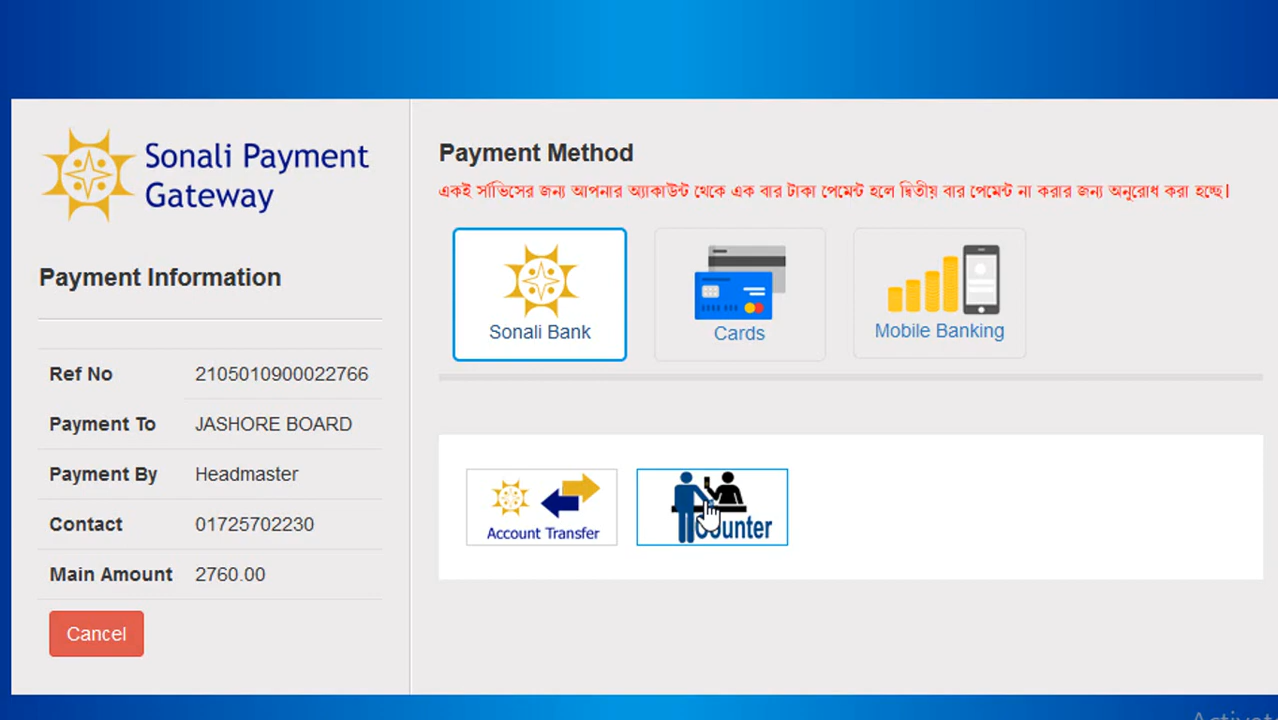 Sonali Payment
Gateway
Payment Information
Ref No 2105010900022766
Payment To JASHORE BOARD
Payment By Headmaster
Contact 01725702230
Main Amount 2760.00
Cancel
Payment Method
একই সার্ভিসের জন্য আপনার অ্যাকাউন্ট থেকে এক বার টাকা পেমেন্ট হলে দ্বিতীয় বার পেমেন্ট না করার জন্য অনুরোধ করা হচ্ছে।
Sonali Bank
Cards
Mobile Banking
Account Transfer
Counter